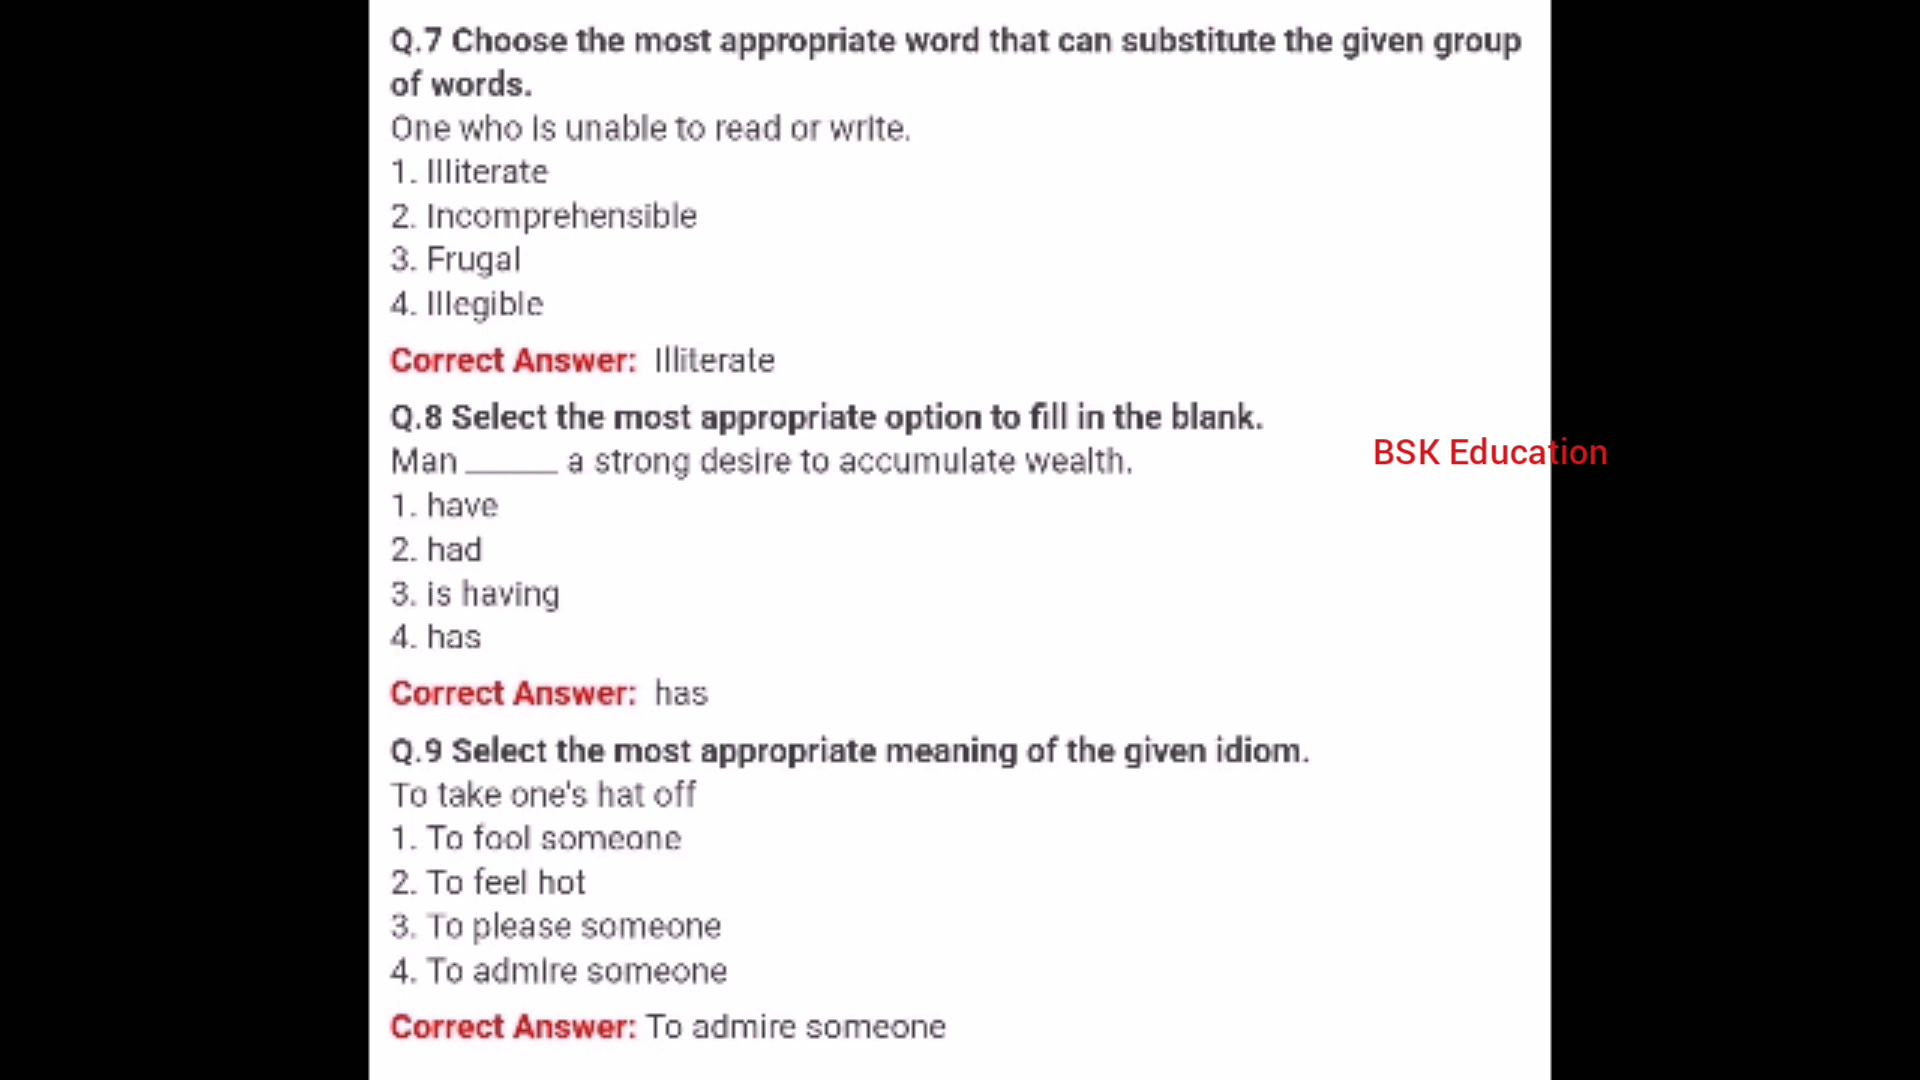 Q.7 Choose the most appropriate word that can substitute the given group
of words.
One who is unable to read or write.
1. Illiterate
2. Incomprehensible
3. Frugal
4. Illegible
Correct Answer: Illiterate
Q.8 Select the most appropriate option to fill in the blank.
Man _____ a strong desire to accumulate wealth.
BSK Education
1. have
2. had
3. is having
4. has
Correct Answer: has
Q.9 Select the most appropriate meaning of the given idiom.
To take one's hat off
1. To fool someone
2. To feel hot
3. To please someone
4. To admire someone
Correct Answer: To admire someone